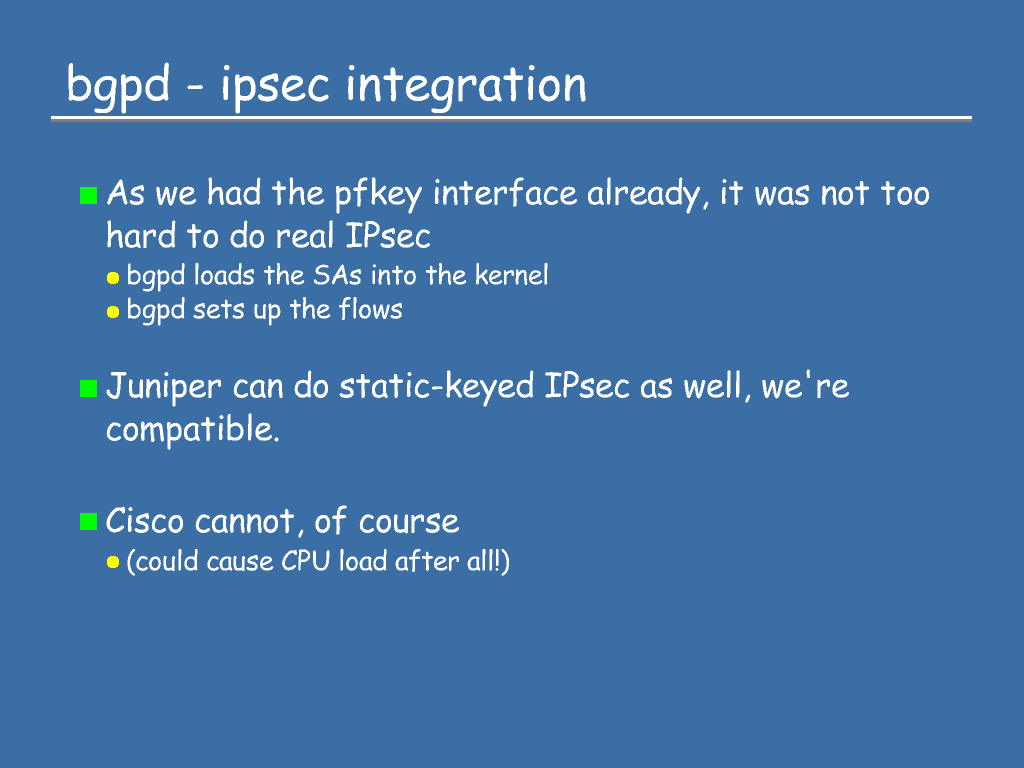 bgpd - ipsec integration
As we had the pfkey interface already, it was not too
hard to do real IPsec
bgpd loads the SAs into the kernel
bgpd sets up the flows
Juniper can do static-keyed IPsec as well, we're
compatible.
Cisco cannot, of course
(could cause CPU load after all!)